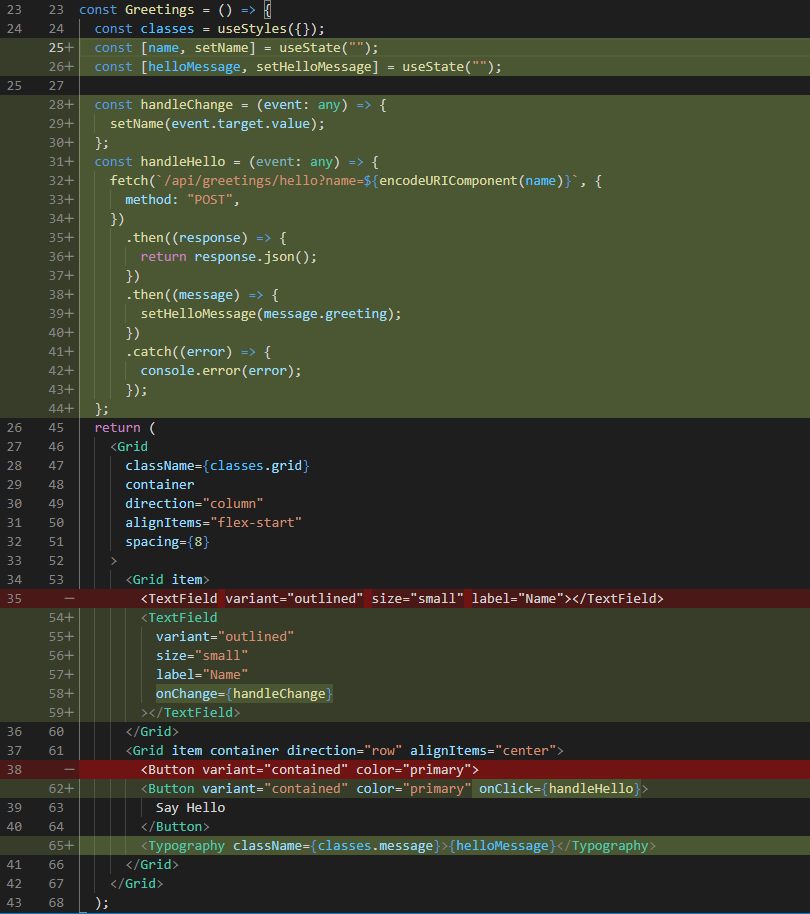 23 23 const Greetings = () => {
24 24 const classes = useStyles({});
25+ const [name, setName] = useState("");
26+ const [helloMessage, setHelloMessage] = useState("");
25 27
28+ const handleChange = (event: any) => {
29+ setName(event.target.value);
30+ };
31+ const handleHello = (event: any) => {
32+ fetch(`/api/greetings/hello?name=${encodeURIComponent(name)}`, {
33+ method: "POST",
34+ })
35+ .then((response) => {
36+ return response.json();
37+ })
38+ .then((message) => {
39+ setHelloMessage(message.greeting);
40+ })
41+ .catch((error) => {
42+ console.error(error);
43+ });
44+ };
26 45 return (
27 46 <Grid
28 47 className={classes.grid}
29 48 container
30 49 direction="column"
31 50 alignItems="flex-start"
32 51 spacing={8}
33 52 >
34 53 <Grid item>
35 — <TextField variant="outlined" size="small" label="Name"></TextField>
54+ <TextField
55+ variant="outlined"
56+ size="small"
57+ label="Name"
58+ onChange={handleChange}
59+ ></TextField>
36 60 </Grid>
37 61 <Grid item container direction="row" alignItems="center">
38 — <Button variant="contained" color="primary">
62+ <Button variant="contained" color="primary" onClick={handleHello}>
39 63 Say Hello
40 64 </Button>
65+ <Typography className={classes.message}>{helloMessage}</Typography>
41 66 </Grid>
42 67 </Grid>
43 68 );